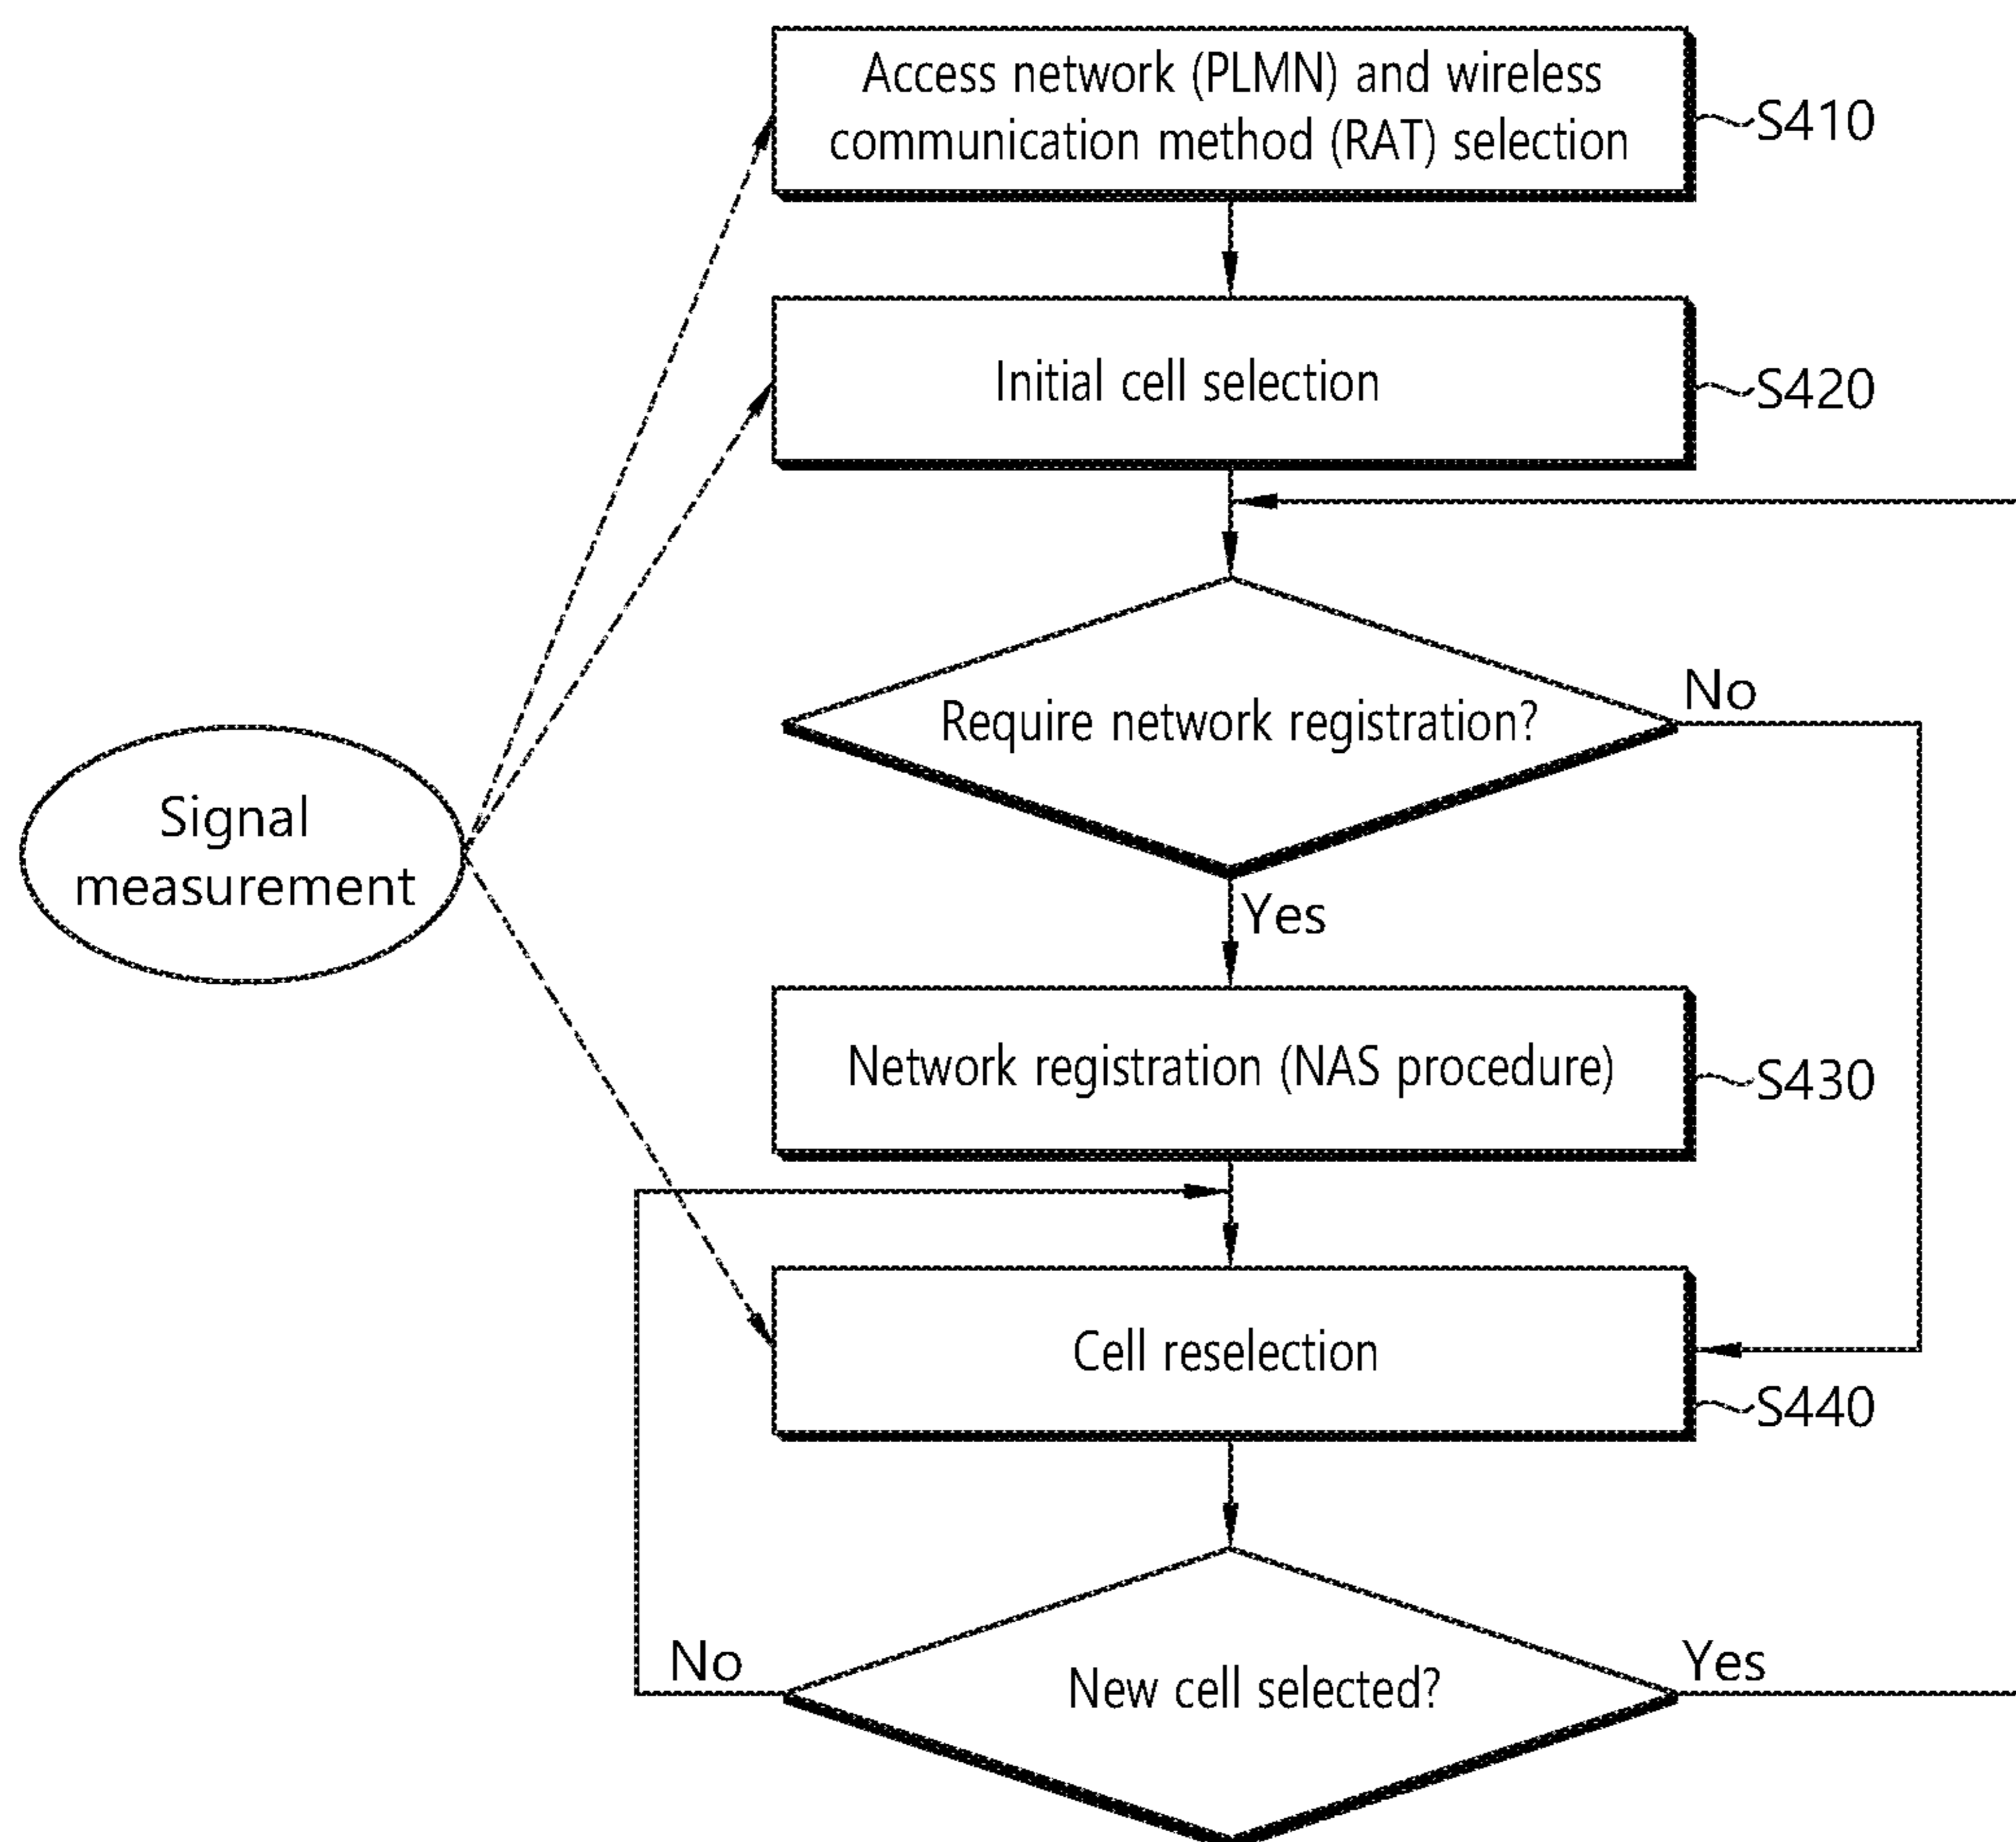 Access network (PLMN) and wireless
communication method (RAT) selection
S410
Initial cell selection
S420
Require network registration?
No
Signal
measurement
Yes
Network registration (NAS procedure)
S430
Cell reselection
S440
No
New cell selected?
Yes